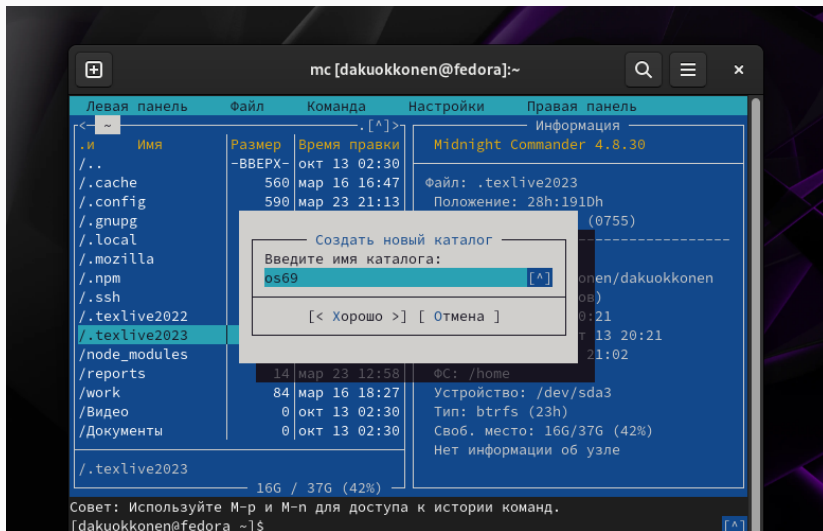 mc [dakuokkonen@fedora]:~
Левая панель Файл Команда Настройки Правая панель
<— ~ .[^]>
.и Имя Размер Время правки
/.. -ВВЕРХ- окт 13 02:30
/.cache 560 мар 16 16:47
/.config 590 мар 23 21:13
/.gnupg
/.local
/.mozilla
/.npm
/.ssh
/.texlive2022
/.texlive2023
/node_modules
/reports 14 мар 23 12:58
/work 84 мар 16 18:27
/Видео 0 окт 13 02:30
/Документы 0 окт 13 02:30
/.texlive2023
16G / 37G (42%)
Информация
Midnight Commander 4.8.30
Файл: .texlive2023
Положение: 28h:191Dh
(0755)
onen/dakuokkonen
ов)
0:21
т 13 20:21
21:02
ФС: /home
Устройство: /dev/sda3
Тип: btrfs (23h)
Своб. место: 16G/37G (42%)
Нет информации об узле
Создать новый каталог
Введите имя каталога:
os69 [^]
[< Хорошо >] [ Отмена ]
Совет: Используйте M-p и M-n для доступа к истории команд.
[dakuokkonen@fedora ~]$ [^]